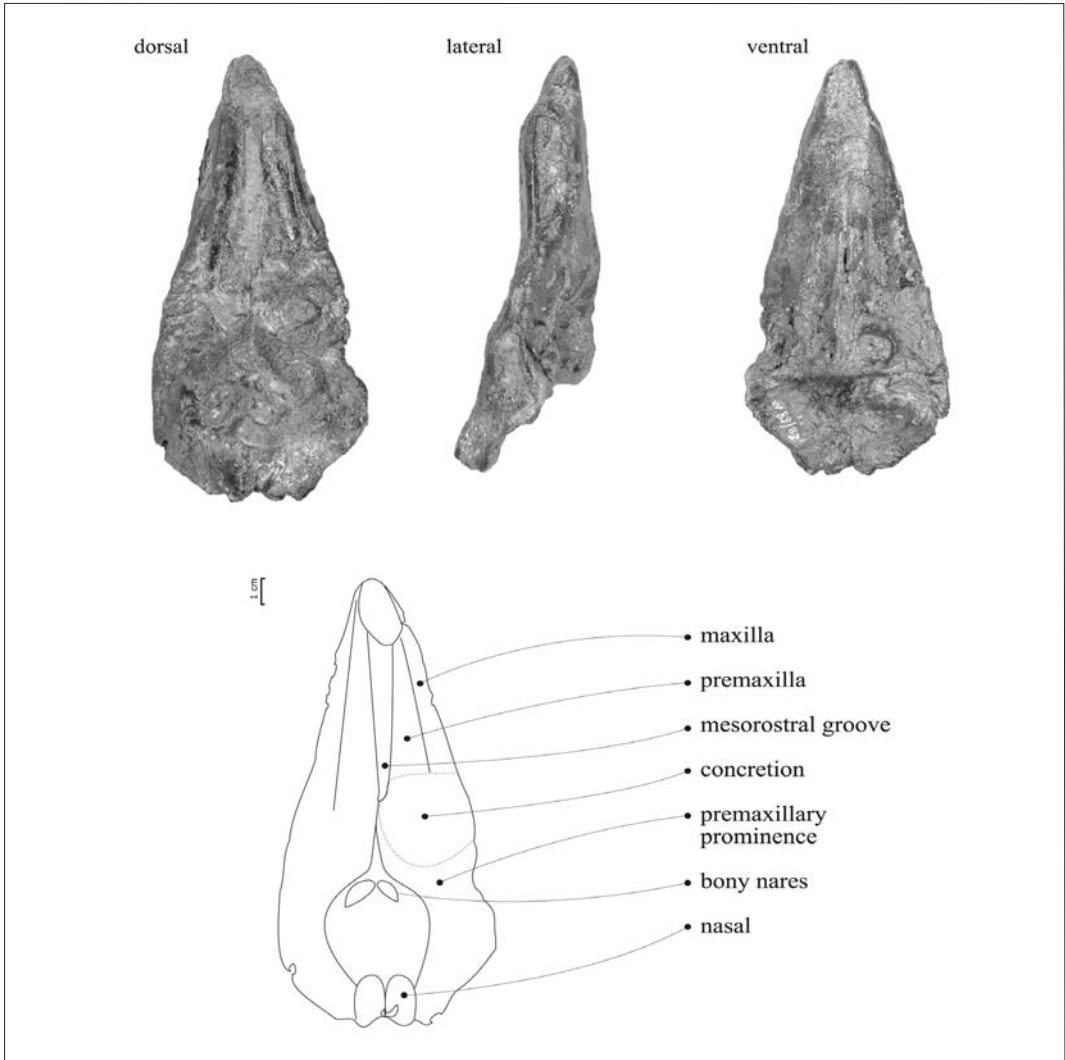 dorsal
lateral
ventral
1 cm
maxilla
premaxilla
mesorostral groove
concretion
premaxillary
prominence
bony nares
nasal